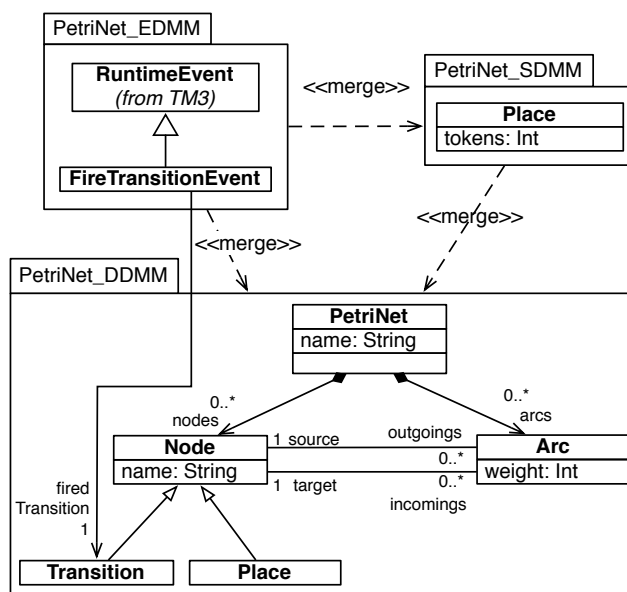 PetriNet_EDMM
RuntimeEvent
(from TM3)
FireTransitionEvent
<<merge>>
PetriNet_SDMM
Place
tokens: Int
<<merge>>
<<merge>>
PetriNet_DDMM
PetriNet
name: String
0..*
nodes
0..*
arcs
Node
name: String
1 source
outgoings
0..*
1 target
0..*
incomings
Arc
weight: Int
fired
Transition
1
Transition
Place